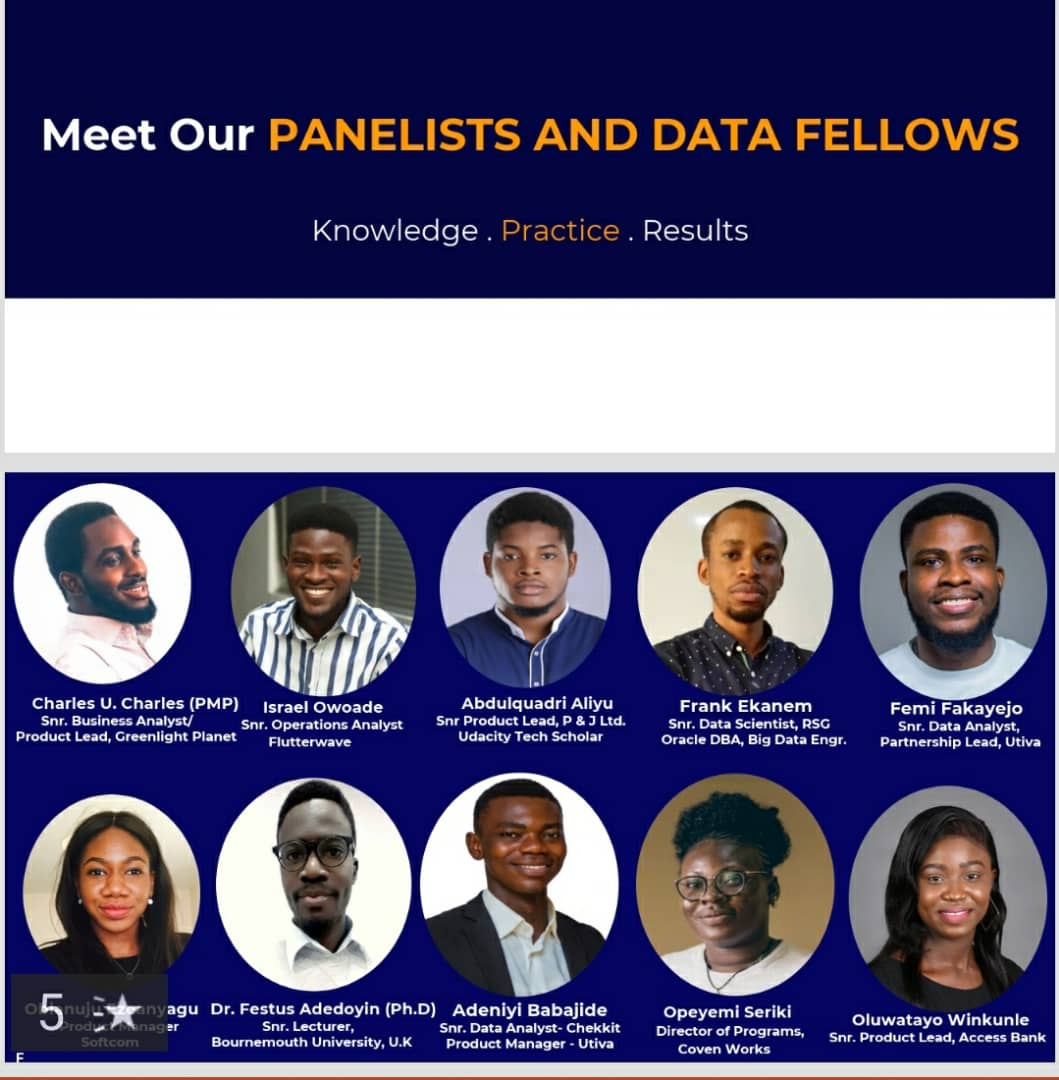 Meet Our PANELISTS AND DATA FELLOWS
Knowledge . Practice . Results
Charles U. Charles (PMP)
Snr. Business Analyst/
Product Lead, Greenlight Planet
Israel Owoade
Snr. Operations Analyst
Flutterwave
Abdulquadri Aliyu
Snr Product Lead, P & J Ltd.
Udacity Tech Scholar
Frank Ekanem
Snr. Data Scientist, RSG
Oracle DBA, Big Data Engr.
Femi Fakayejo
Snr. Data Analyst,
Partnership Lead, Utiva
Product Manager
Softcom
5
F
Dr. Festus Adedoyin (Ph.D)
Snr. Lecturer,
Bournemouth University, U.K
Adeniyi Babajide
Snr. Data Analyst- Chekkit
Product Manager - Utiva
Opeyemi Seriki
Director of Programs,
Coven Works
Oluwatayo Winkunle
Snr. Product Lead, Access Bank